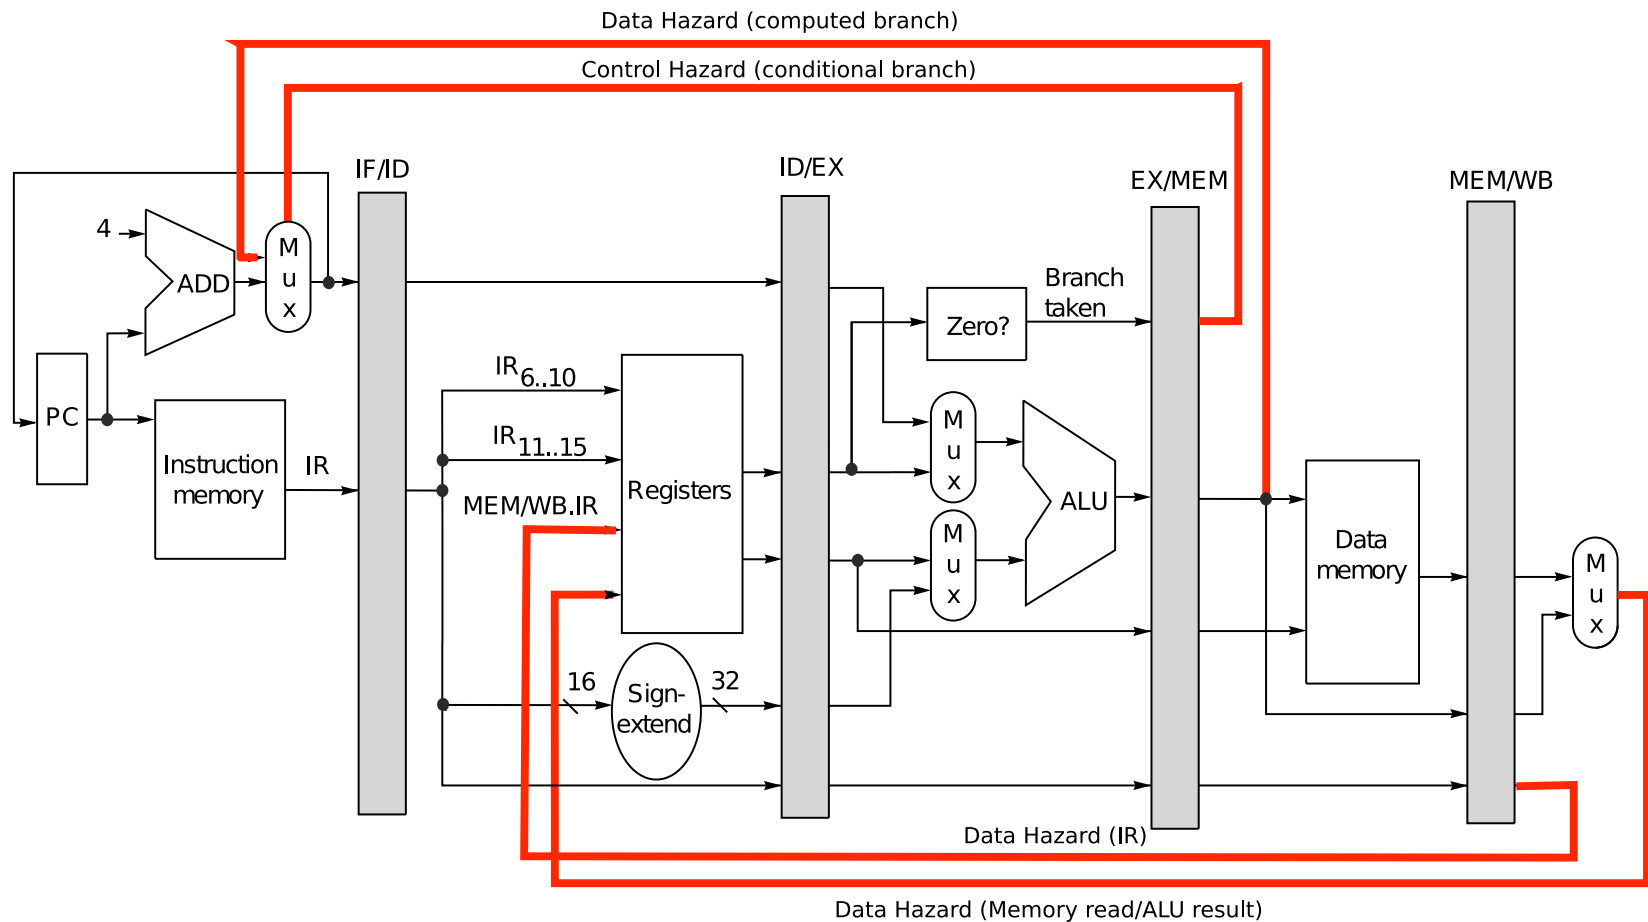 Data Hazard (computed branch)
Control Hazard (conditional branch)
IF/ID
ID/EX
EX/MEM
MEM/WB
4
ADD
M
u
x
Branch
taken
Zero?
PC
Instruction
memory
IR
IR6..10
IR11..15
MEM/WB.IR
Registers
M
u
x
ALU
M
u
x
Data
memory
M
u
x
16
Sign-
extend
32
Data Hazard (IR)
Data Hazard (Memory read/ALU result)